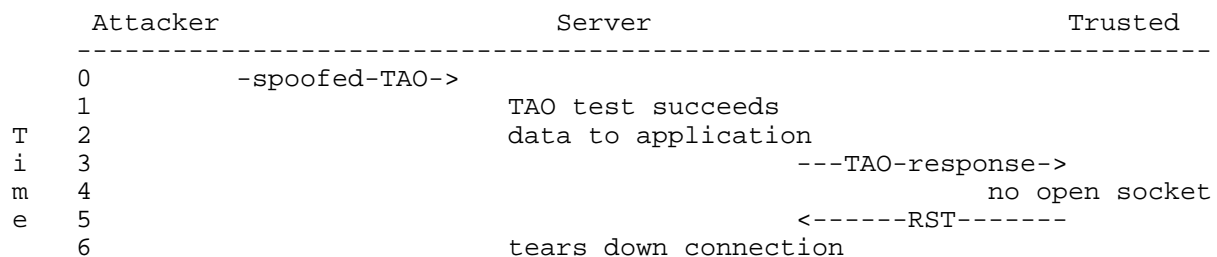 Attacker Server Trusted
-----------------------------------------------------------------------
0 -spoofed-TAO->
1 TAO test succeeds
T 2 data to application
i 3 ---TAO-response->
m 4 no open socket
e 5 <------RST-------
6 tears down connection